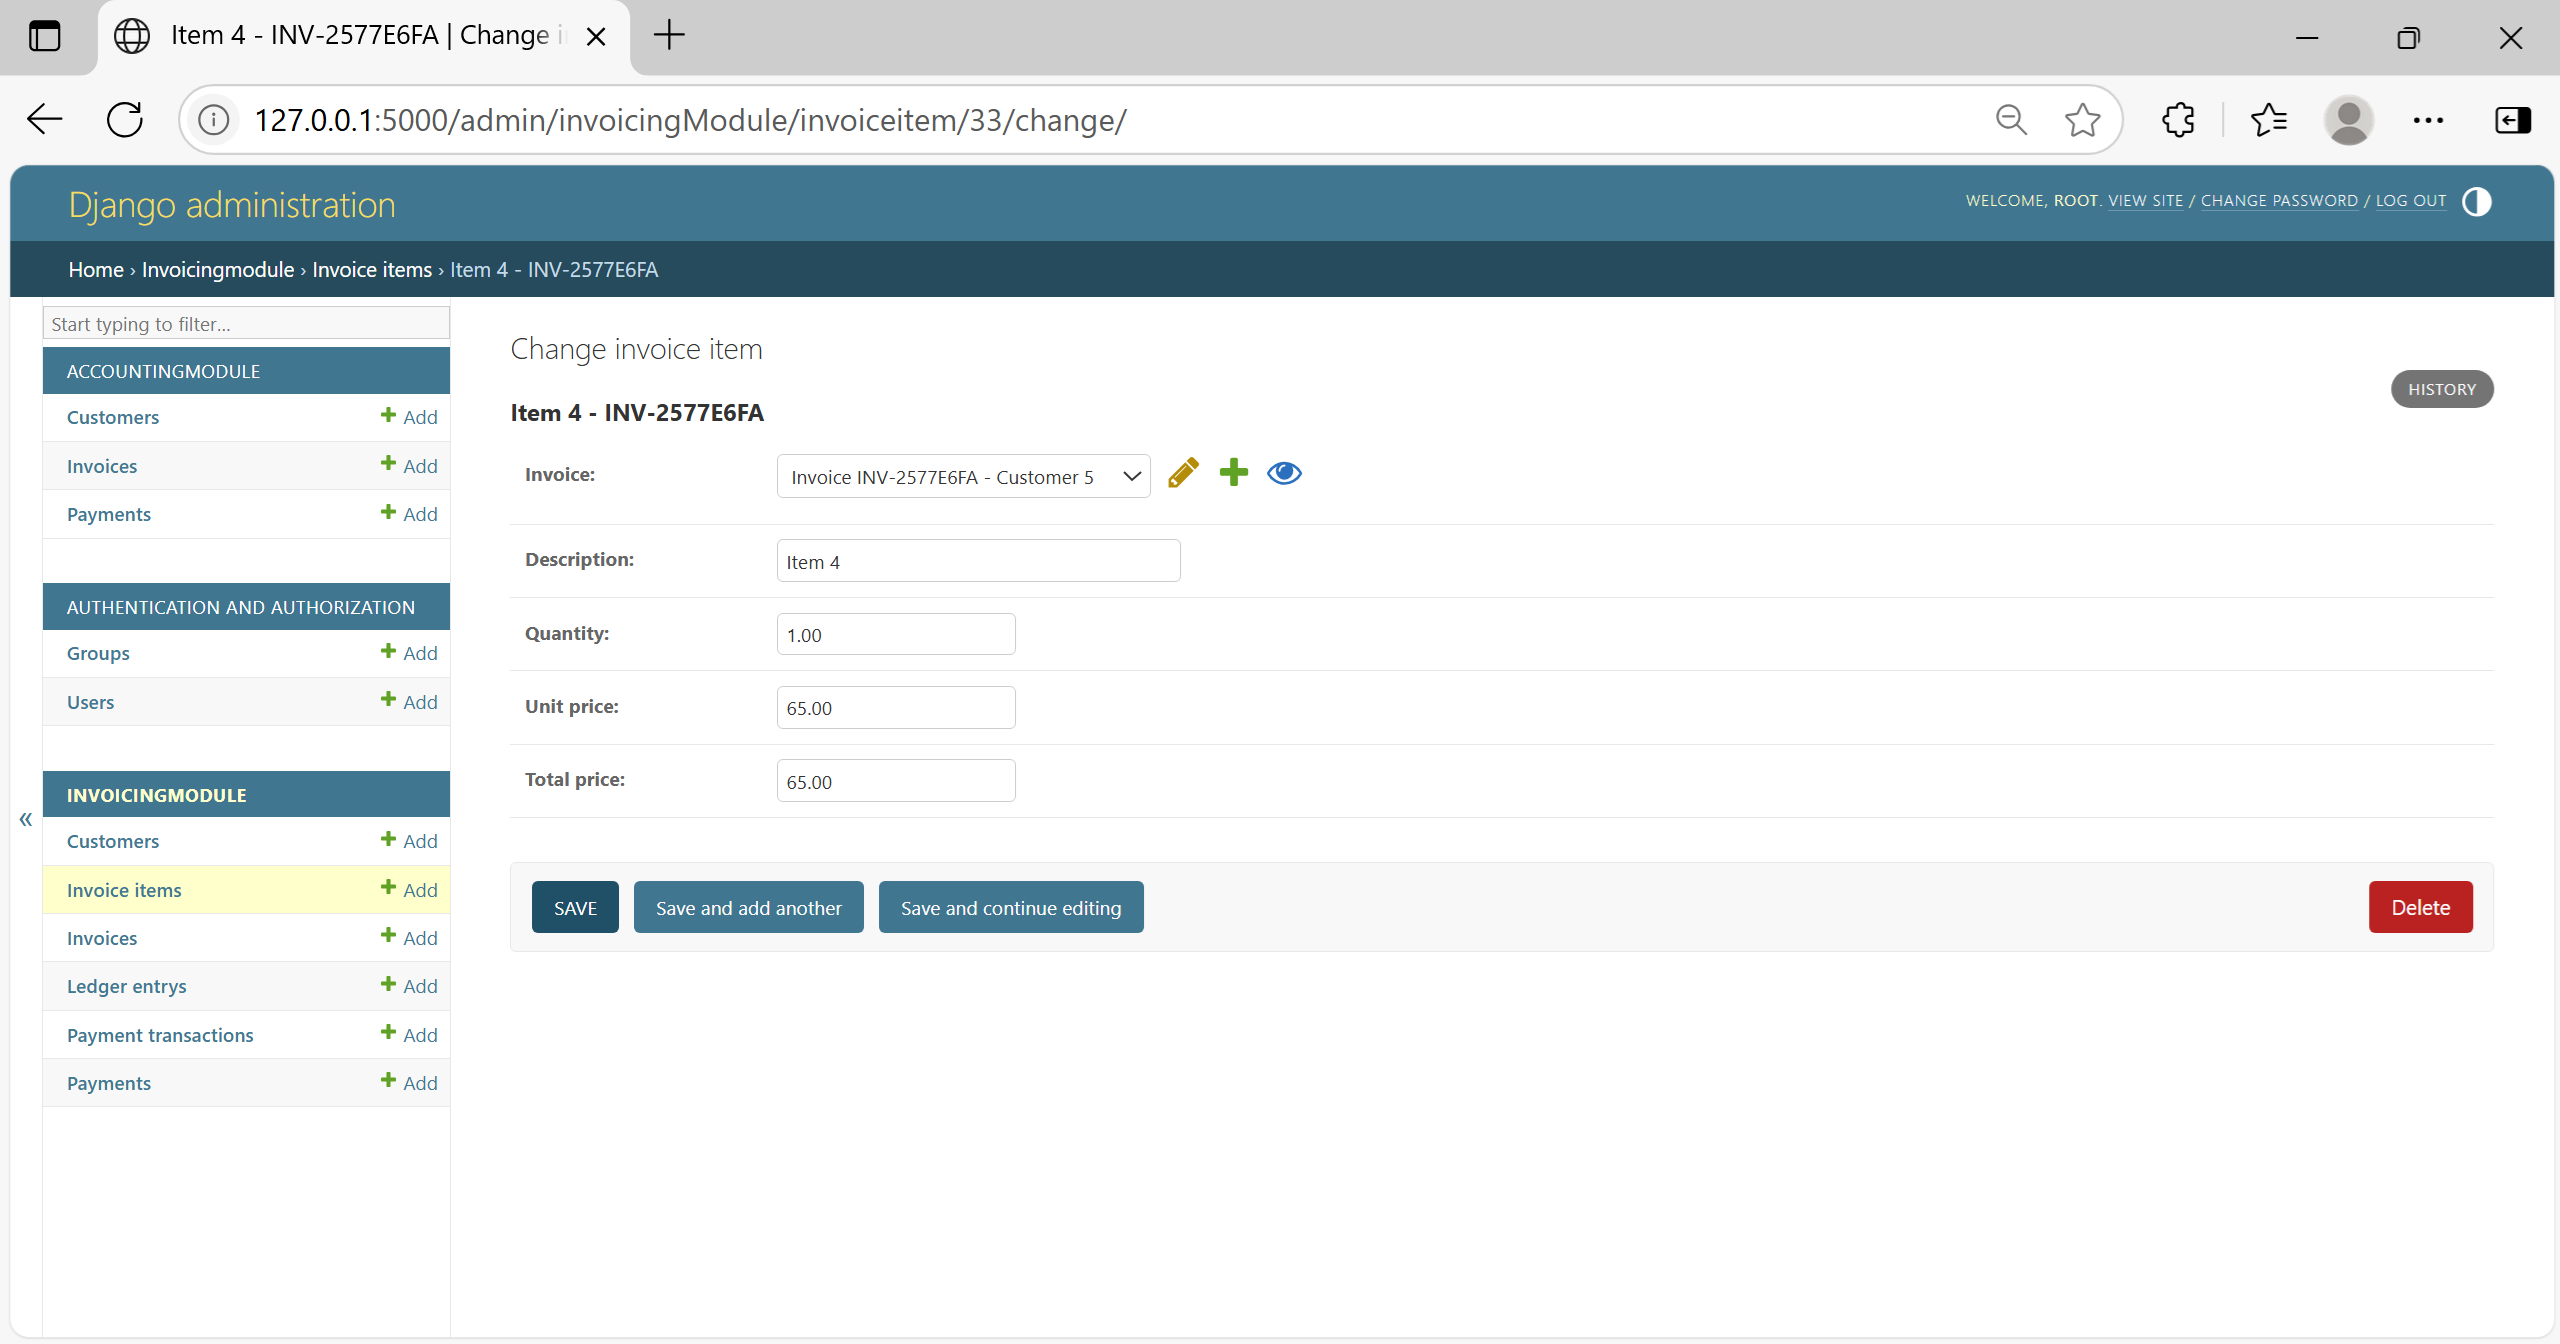 Item 4 - INV-2577E6FA | Change
127.0.0.1:5000/admin/invoicingModule/invoiceitem/33/change/
Django administration
WELCOME, ROOT. VIEW SITE / CHANGE PASSWORD / LOG OUT
Home › Invoicingmodule › Invoice items › Item 4 - INV-2577E6FA
Start typing to filter...
ACCOUNTINGMODULE
Customers Add
Invoices Add
Payments Add
AUTHENTICATION AND AUTHORIZATION
Groups Add
Users Add
INVOICINGMODULE
«
Customers Add
Invoice items Add
Invoices Add
Ledger entrys Add
Payment transactions Add
Payments Add
Change invoice item
HISTORY
Item 4 - INV-2577E6FA
Invoice: Invoice INV-2577E6FA - Customer 5
Description: Item 4
Quantity: 1.00
Unit price: 65.00
Total price: 65.00
SAVE Save and add another Save and continue editing Delete